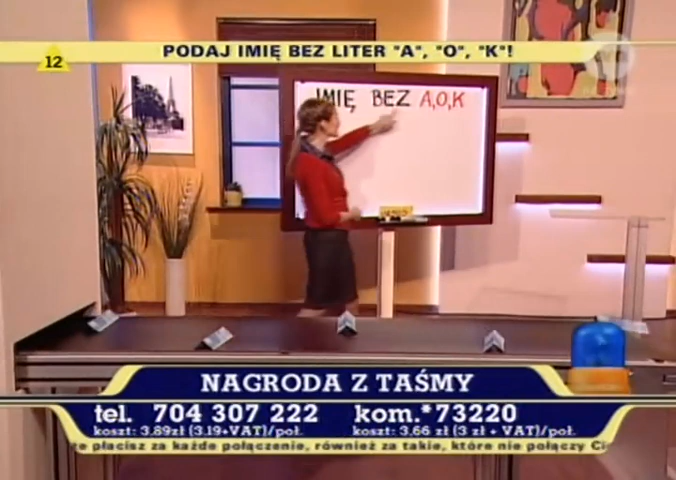 PODAJ IMIĘ BEZ LITER "A", "O", "K"!
12
IMIĘ BEZ A,O,K
NAGRODA Z TAŚMY
tel. 704 307 222 kom.*73220
koszt: 3.89zł (3.19+VAT)/poł. koszt: 3,66 zł (3 zł + VAT)/poł.
że płacisz za każde połączenie, również za takie, które nie połączy Ci